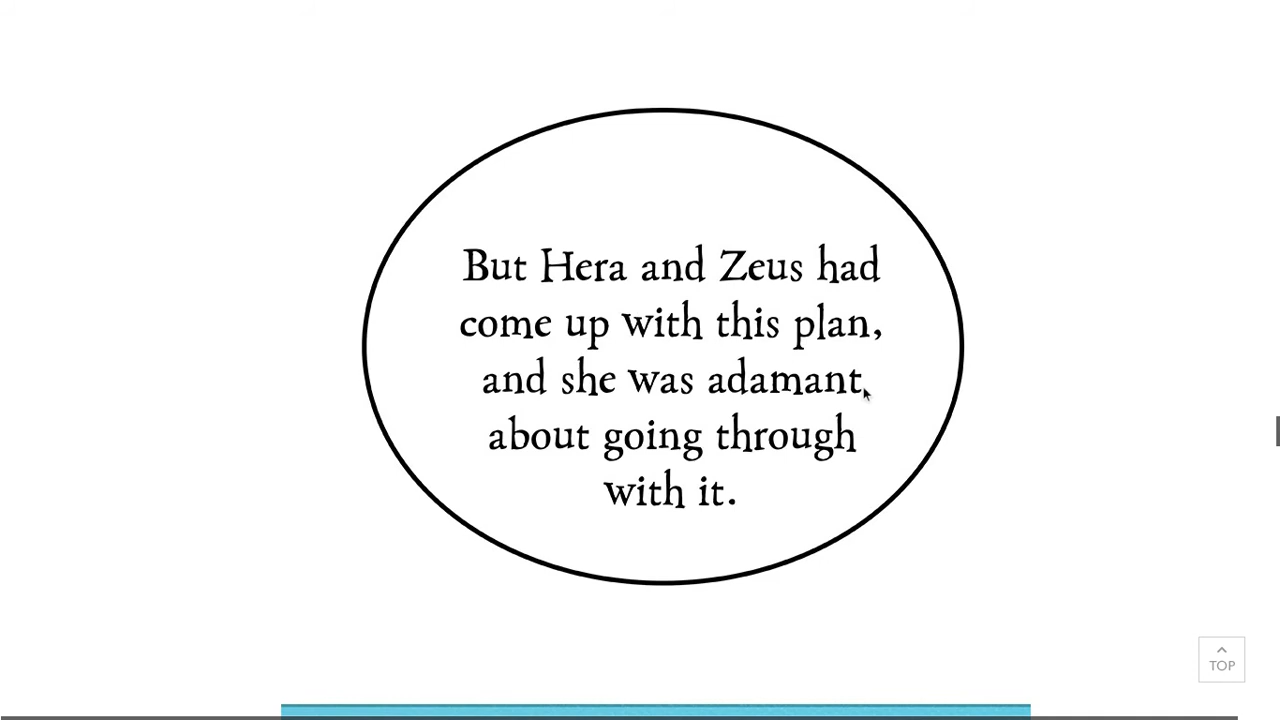 But Hera and Zeus had
come up with this plan,
and she was adamant
about going through
with it.
TOP